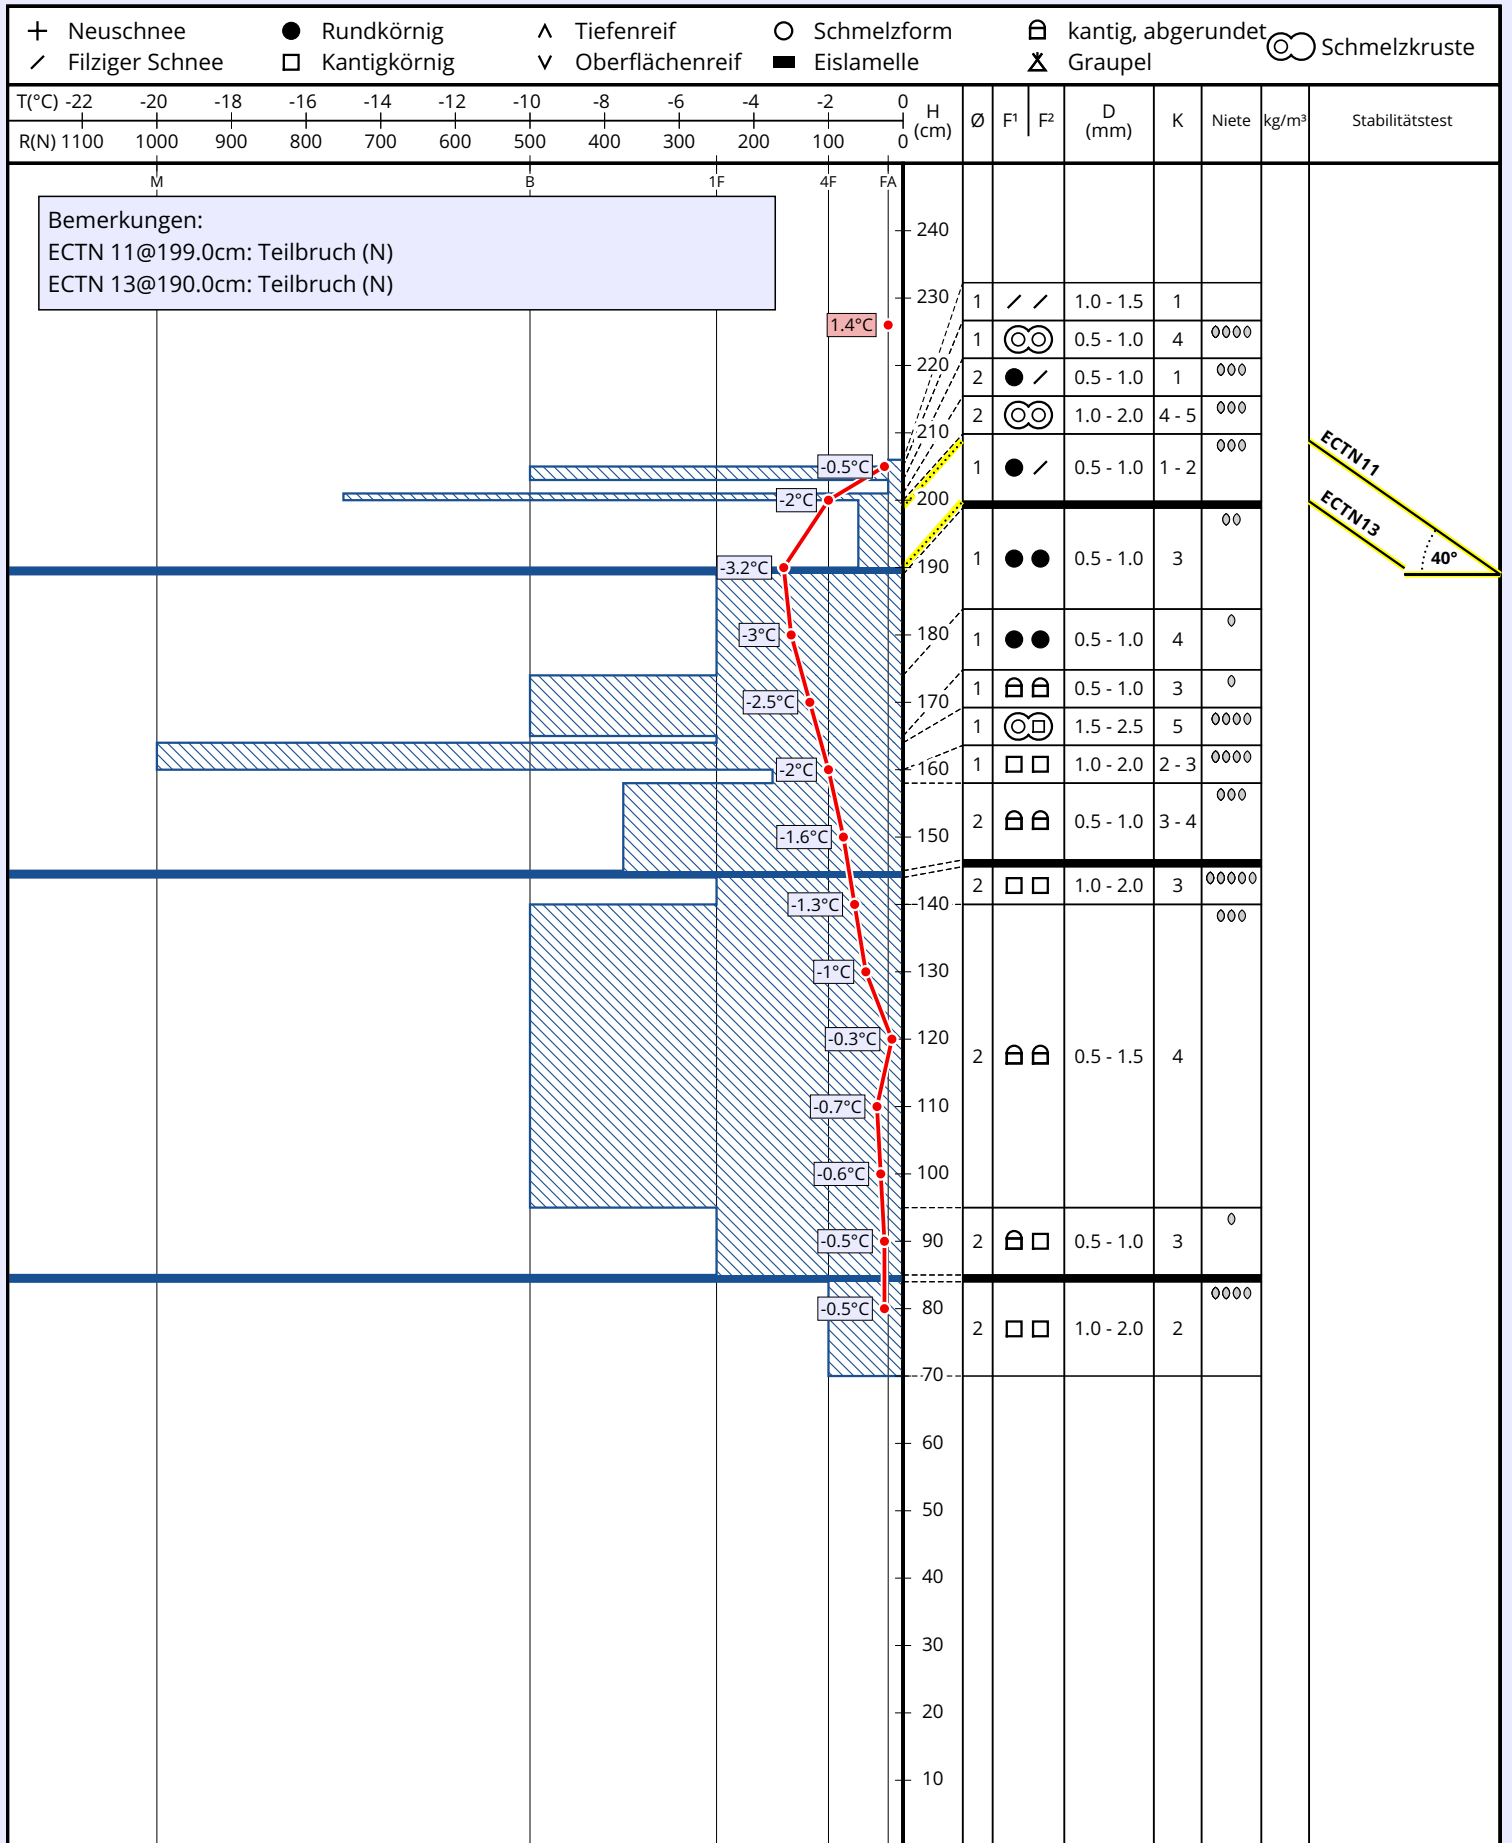 Neuschnee Rundkörnig Tiefenreif Schmelzform kantig, abgerundet Schmelzkruste
Filziger Schnee Kantigkörnig Oberflächenreif Eislamelle Graupel
T(°C) -22 -20 -18 -16 -14 -12 -10 -8 -6 -4 -2 0
R(N) 1100 1000 900 800 700 600 500 400 300 200 100 0
H (cm) Ø F¹ F² D (mm) K Niete kg/m³ Stabilitätstest
M B 1F 4F FA
Bemerkungen:
ECTN 11@199.0cm: Teilbruch (N)
ECTN 13@190.0cm: Teilbruch (N)
240
230
1 1.0 - 1.5 1
1.4°C
1 0.5 - 1.0 4
220
2 0.5 - 1.0 1
2 1.0 - 2.0 4 - 5
210
ECTN11
-0.5°C
1 0.5 - 1.0 1 - 2
-2°C 200
ECTN13
1 0.5 - 1.0 3
40°
-3.2°C 190
-3°C 180
1 0.5 - 1.0 4
1 0.5 - 1.0 3
-2.5°C 170
1 1.5 - 2.5 5
1 1.0 - 2.0 2 - 3
-2°C 160
2 0.5 - 1.0 3 - 4
-1.6°C 150
2 1.0 - 2.0 3
-1.3°C 140
-1°C 130
-0.3°C 120
2 0.5 - 1.5 4
-0.7°C 110
-0.6°C 100
-0.5°C 90 2 0.5 - 1.0 3
-0.5°C 80
2 1.0 - 2.0 2
70
60
50
40
30
20
10